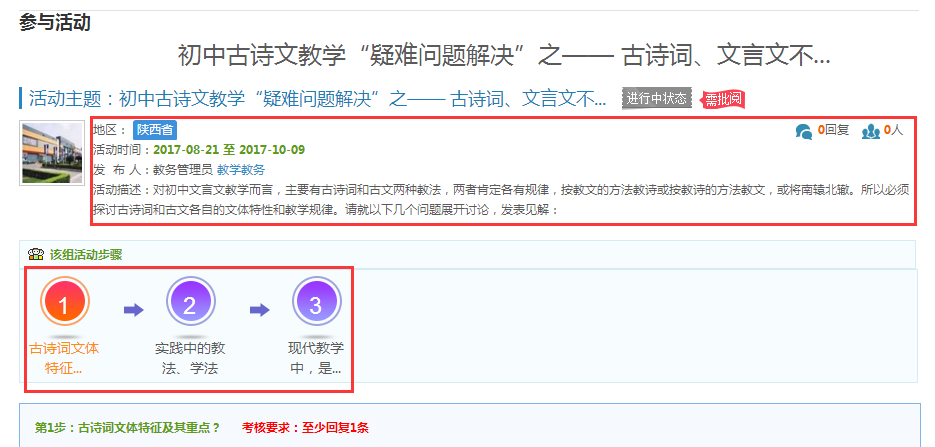 参与活动
初中古诗文教学“疑难问题解决”之—— 古诗词、文言文不...
活动主题：初中古诗文教学“疑难问题解决”之—— 古诗词、文言文不... 进行中状态 需批阅
地区： 陕西省 0回复 0人
活动时间：2017-08-21 至 2017-10-09
发 布 人：教务管理员 教学教务
活动描述：对初中文言文教学而言，主要有古诗词和古文两种教法，两者肯定各有规律，按教文的方法教诗或按教诗的方法教文，或将南辕北辙。所以必须
探讨古诗词和古文各自的文体特性和教学规律。请就以下几个问题展开讨论，发表见解：
该组活动步骤
1 2 3
古诗词文体 实践中的教 现代教学
特征... 法、学法 中，是...
第1步：古诗词文体特征及其重点？ 考核要求：至少回复1条